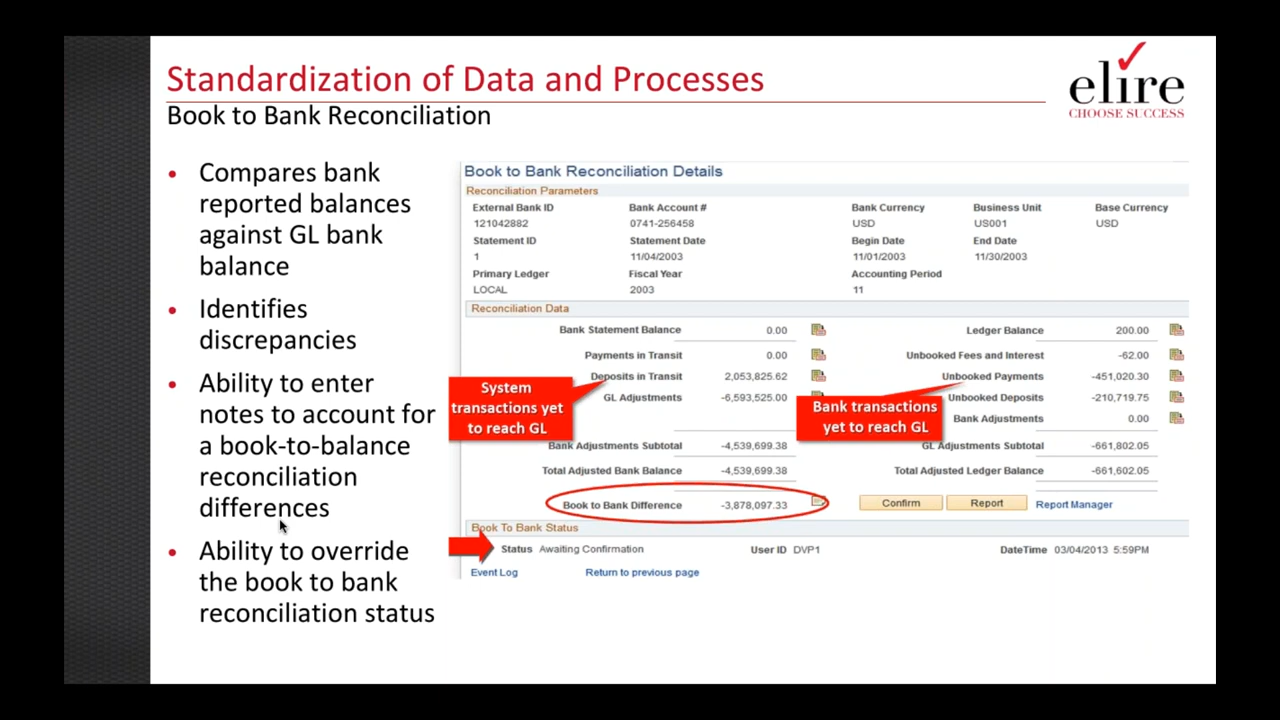 Standardization of Data and Processes
Book to Bank Reconciliation
elire
CHOOSE SUCCESS
• Compares bank
reported balances
against GL bank
balance
• Identifies
discrepancies
• Ability to enter
notes to account for
a book-to-balance
reconciliation
differences
• Ability to override
the book to bank
reconciliation status
Book to Bank Reconciliation Details
Reconciliation Parameters
External Bank ID Bank Account # Bank Currency Business Unit Base Currency
121042882 0741-256458 USD US001 USD
Statement ID Statement Date Begin Date End Date
1 11/04/2003 11/01/2003 11/30/2003
Primary Ledger Fiscal Year Accounting Period
LOCAL 2003 11
Reconciliation Data
Bank Statement Balance 0.00 Ledger Balance 200.00
Payments in Transit 0.00 Unbooked Fees and Interest -62.00
Deposits in Transit 2,053,825.62 Unbooked Payments -451,020.30
GL Adjustments -6,593,525.00 Unbooked Deposits -210,719.75
Bank Adjustments 0.00
System
transactions yet
to reach GL
Bank transactions
yet to reach GL
Bank Adjustments Subtotal -4,539,699.38 GL Adjustments Subtotal -661,802.05
Total Adjusted Bank Balance -4,539,699.38 Total Adjusted Ledger Balance -661,602.05
Book to Bank Difference -3,878,097.33 Confirm Report Report Manager
Book To Bank Status
Status Awaiting Confirmation User ID DVP1 DateTime 03/04/2013 5:59PM
Event Log Return to previous page